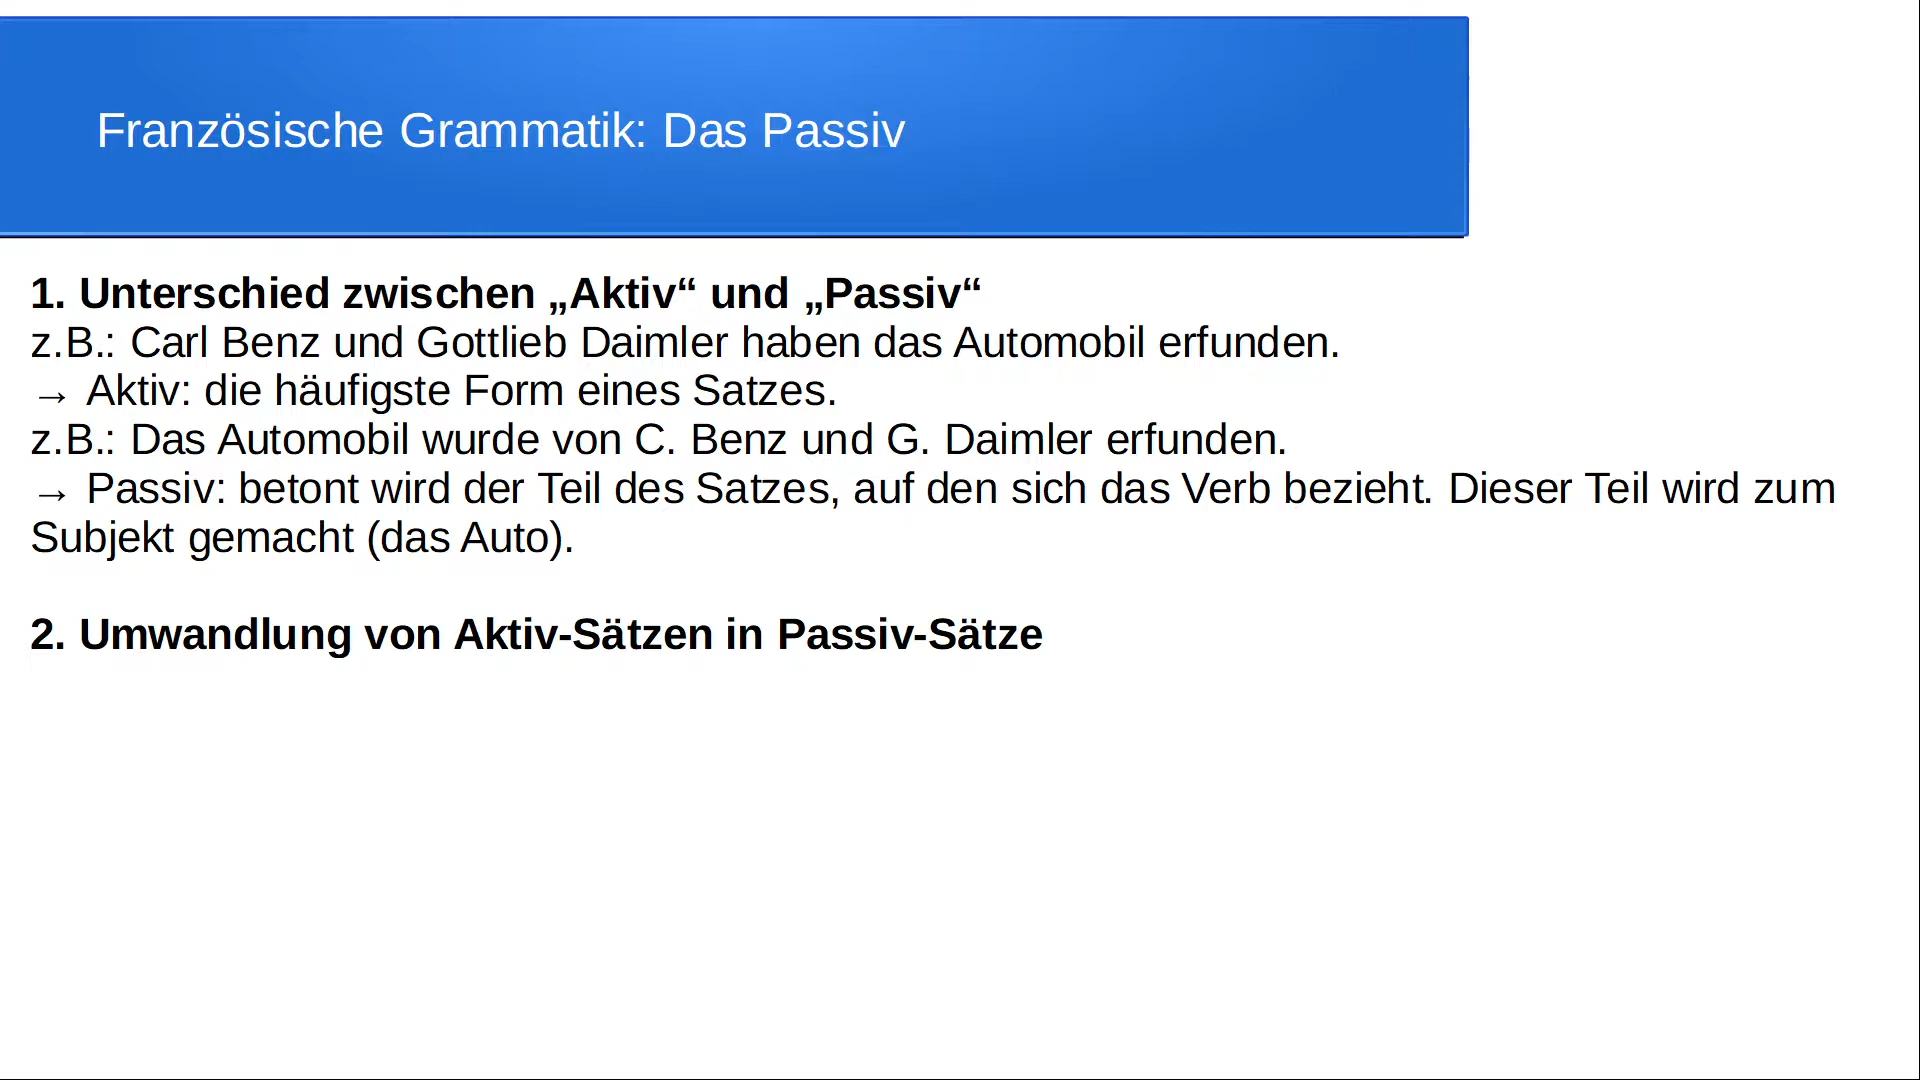 Französische Grammatik: Das Passiv
1. Unterschied zwischen „Aktiv“ und „Passiv“
z.B.: Carl Benz und Gottlieb Daimler haben das Automobil erfunden.
→ Aktiv: die häufigste Form eines Satzes.
z.B.: Das Automobil wurde von C. Benz und G. Daimler erfunden.
→ Passiv: betont wird der Teil des Satzes, auf den sich das Verb bezieht. Dieser Teil wird zum
Subjekt gemacht (das Auto).
2. Umwandlung von Aktiv-Sätzen in Passiv-Sätze